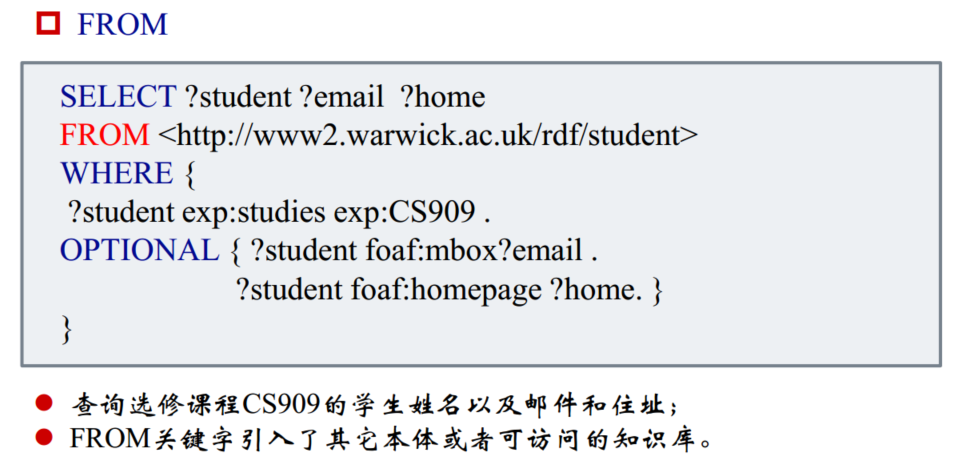 FROM
SELECT ?student ?email ?home
FROM <http://www2.warwick.ac.uk/rdf/student>
WHERE {
?student exp:studies exp:CS909 .
OPTIONAL { ?student foaf:mbox?email .
?student foaf:homepage ?home. }
}
查询选修课程CS909的学生姓名以及邮件和住址；
FROM关键字引入了其它本体或者可访问的知识库。